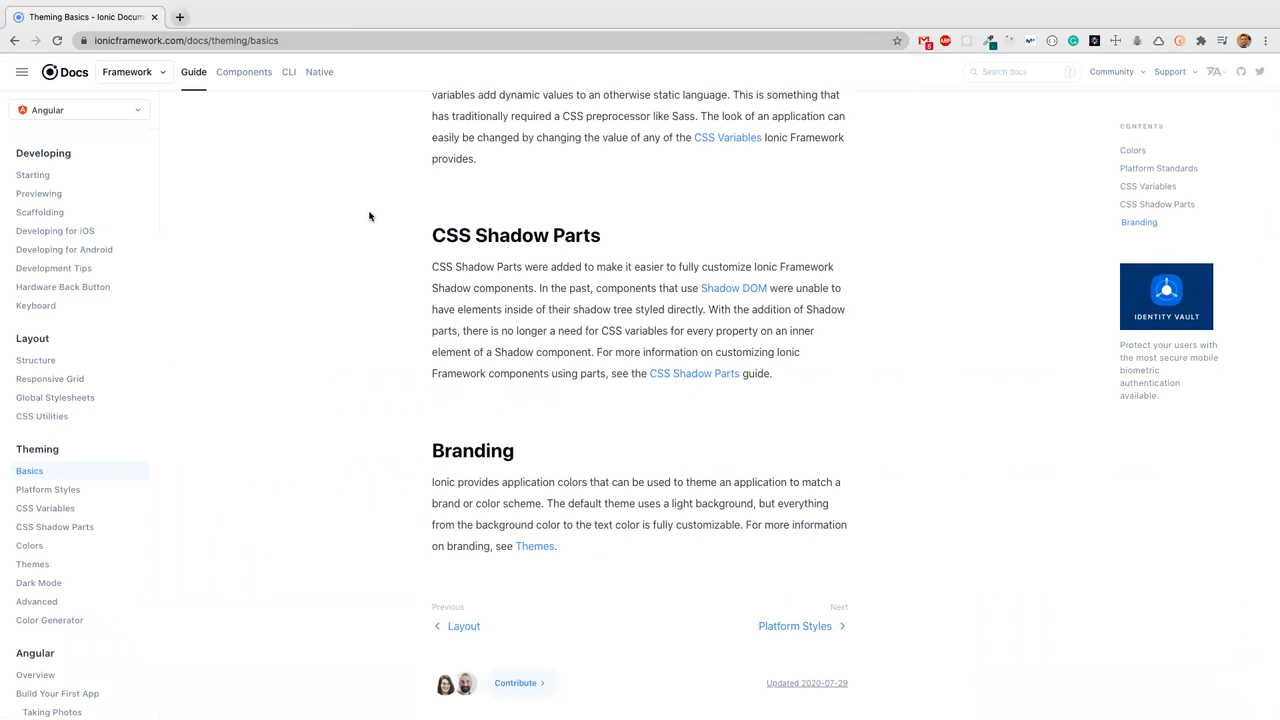 Theming Basics - Ionic Docum
ionicframework.com/docs/theming/basics
6
Docs
Framework
Guide
Components
CLI
Native
Search docs
/
Community
Support
Angular
Developing
Starting
Previewing
Scaffolding
Developing for iOS
Developing for Android
Development Tips
Hardware Back Button
Keyboard
Layout
Structure
Responsive Grid
Global Stylesheets
CSS Utilities
Theming
Basics
Platform Styles
CSS Variables
CSS Shadow Parts
Colors
Themes
Dark Mode
Advanced
Color Generator
Angular
Overview
Build Your First App
Taking Photos
variables add dynamic values to an otherwise static language. This is something that
has traditionally required a CSS preprocessor like Sass. The look of an application can
easily be changed by changing the value of any of the CSS Variables Ionic Framework
provides.
CSS Shadow Parts
CSS Shadow Parts were added to make it easier to fully customize Ionic Framework
Shadow components. In the past, components that use Shadow DOM were unable to
have elements inside of their shadow tree styled directly. With the addition of Shadow
parts, there is no longer a need for CSS variables for every property on an inner
element of a Shadow component. For more information on customizing Ionic
Framework components using parts, see the CSS Shadow Parts guide.
Branding
Ionic provides application colors that can be used to theme an application to match a
brand or color scheme. The default theme uses a light background, but everything
from the background color to the text color is fully customizable. For more information
on branding, see Themes.
Previous
Layout
Next
Platform Styles
Contribute
Updated 2020-07-29
CONTENTS
Colors
Platform Standards
CSS Variables
CSS Shadow Parts
Branding
IDENTITY VAULT
Protect your users with
the most secure mobile
biometric
authentication
available.